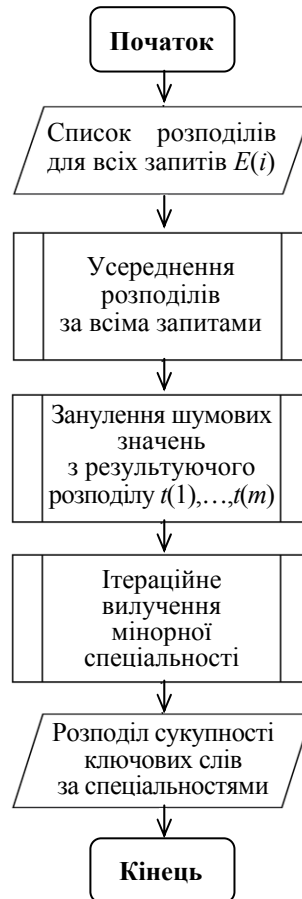 Початок
Список розподілів
для всіх запитів E(i)
Усереднення
розподілів
за всіма запитами
Занулення шумових
значень
з результуючого
розподілу t(1),…,t(m)
Ітераційне
вилучення
мінорної
спеціальності
Розподіл сукупності
ключових слів
за спеціальностями
Кінець